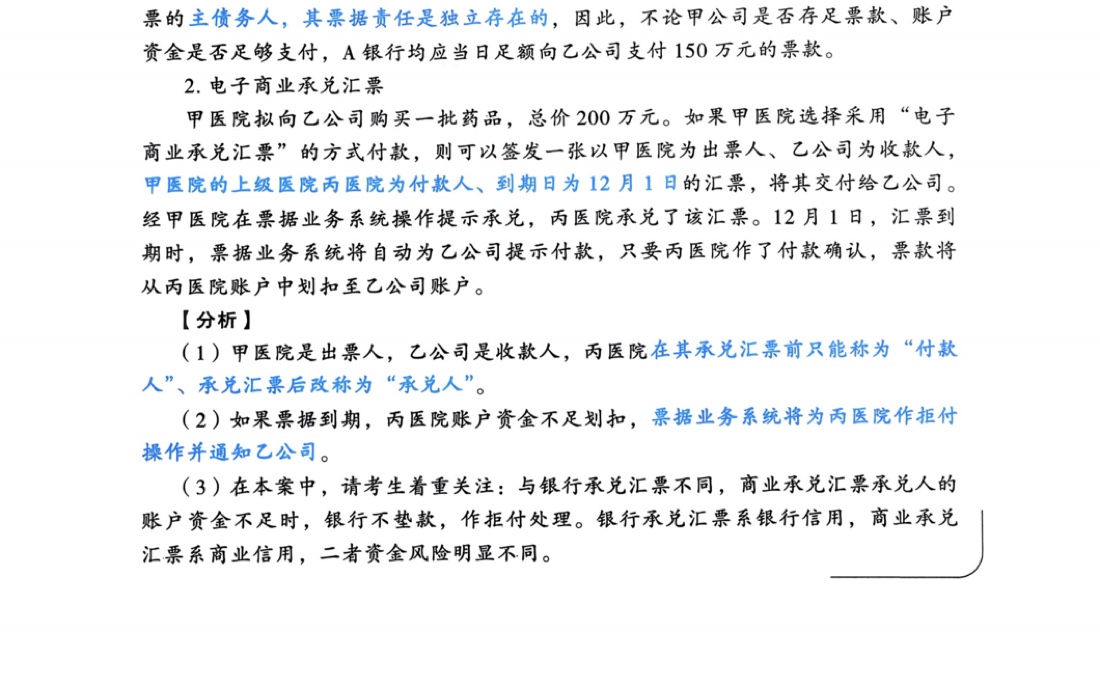 票的主债务人，其票据责任是独立存在的，因此，不论甲公司是否存足票款、账户
资金是否足够支付，A 银行均应当日足额向乙公司支付 150 万元的票款。
2. 电子商业承兑汇票
甲医院拟向乙公司购买一批药品，总价 200 万元。如果甲医院选择采用“电子
商业承兑汇票”的方式付款，则可以签发一张以甲医院为出票人、乙公司为收款人，
甲医院的上级医院丙医院为付款人、到期日为 12 月 1 日的汇票，将其交付给乙公司。
经甲医院在票据业务系统操作提示承兑，丙医院承兑了该汇票。12 月 1 日，汇票到
期时，票据业务系统将自动为乙公司提示付款，只要丙医院作了付款确认，票款将
从丙医院账户中划扣至乙公司账户。
【分析】
（1）甲医院是出票人，乙公司是收款人，丙医院在其承兑汇票前只能称为“付款
人”、承兑汇票后改称为“承兑人”。
（2）如果票据到期，丙医院账户资金不足划扣，票据业务系统将为丙医院作拒付
操作并通知乙公司。
（3）在本案中，请考生着重关注：与银行承兑汇票不同，商业承兑汇票承兑人的
账户资金不足时，银行不垫款，作拒付处理。银行承兑汇票系银行信用，商业承兑
汇票系商业信用，二者资金风险明显不同。